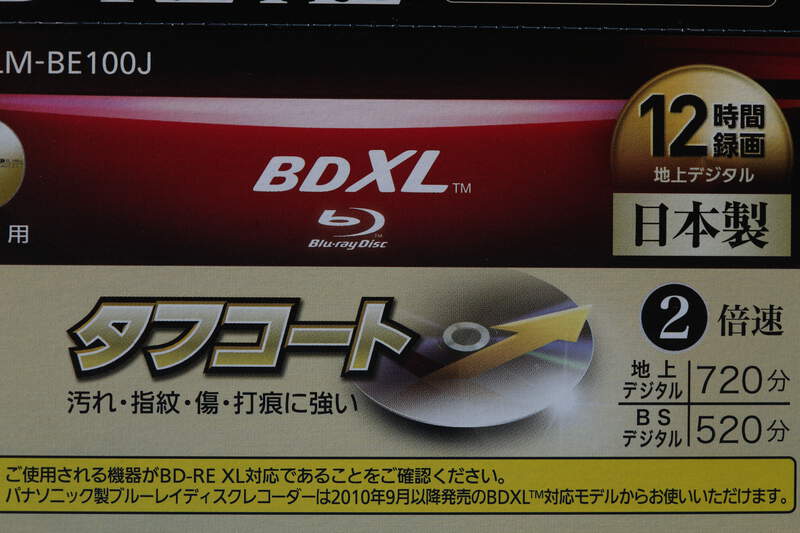 LM-BE100J
12時間
録画
地上デジタル
日本製
BDXL™
Blu-ray Disc™
用
タフコート
汚れ・指紋・傷・打痕に強い
2倍速
地上デジタル 720分
BSデジタル 520分
ご使用される機器がBD-RE XL対応であることをご確認ください。
パナソニック製ブルーレイディスクレコーダーは2010年9月以降発売のBDXL™対応モデルからお使いいただけます。